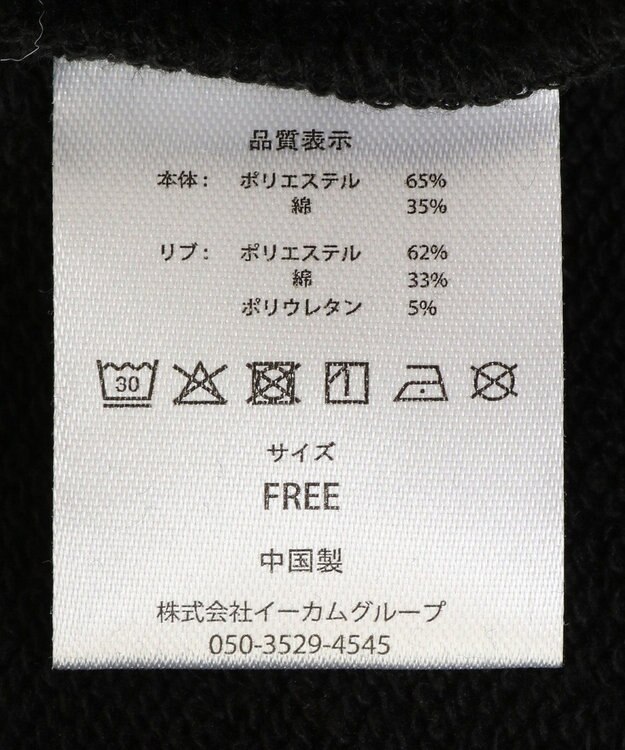 品質表示
本体: ポリエステル 65%
綿 35%
リブ: ポリエステル 62%
綿 33%
ポリウレタン 5%
30
サイズ
FREE
中国製
株式会社イーカムグループ
050-3529-4545